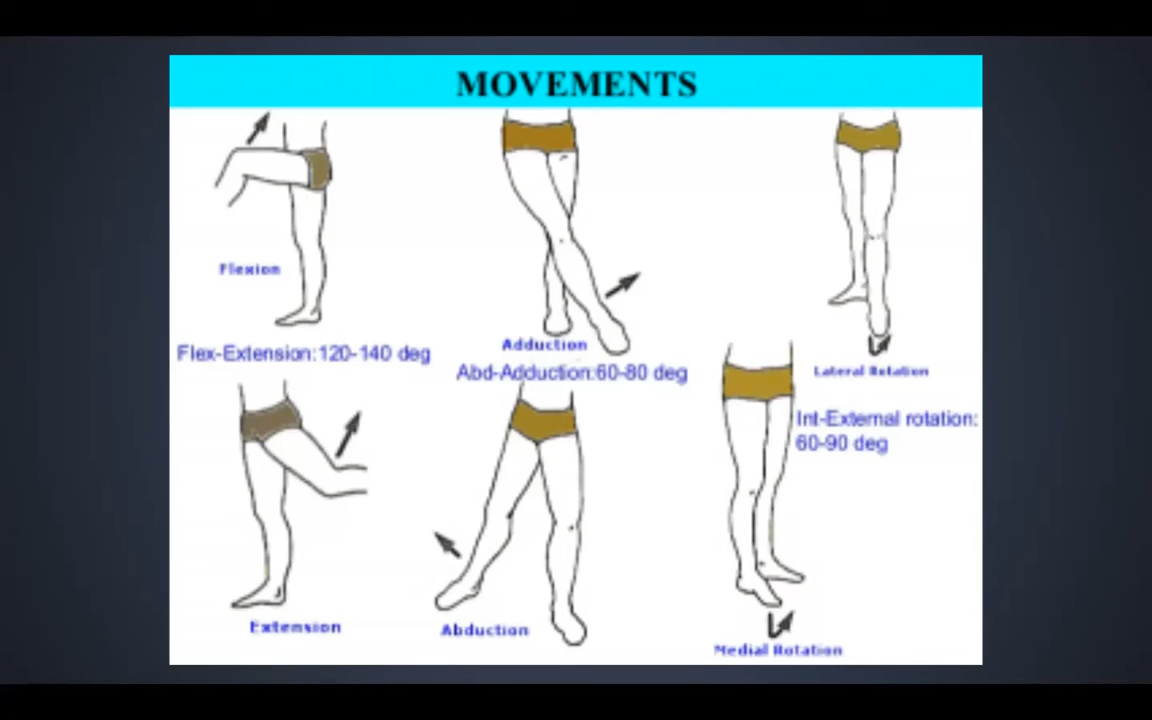 MOVEMENTS
Flexion
Flex-Extension:120-140 deg
Extension
Adduction
Abd-Adduction:60-80 deg
Abduction
Lateral Rotation
Int-External rotation:
60-90 deg
Medial Rotation